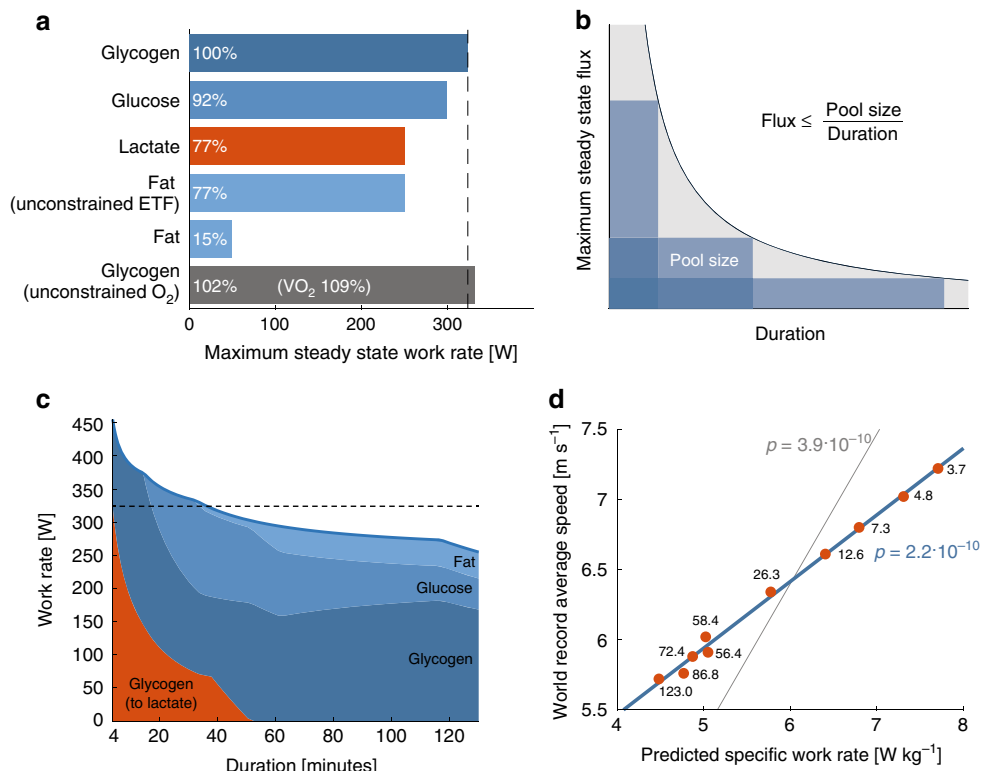 a
Glycogen
100%
Glucose
92%
Lactate
77%
Fat
(unconstrained ETF)
77%
Fat
15%
Glycogen
(unconstrained O₂)
102% (VO₂ 109%)
0 100 200 300
Maximum steady state work rate [W]
b
Maximum steady state flux
Flux ≤ Pool size
Duration
Pool size
Duration
c
Work rate [W]
450
400
350
300
250
200
150
100
50
0
Fat
Glucose
Glycogen
Glycogen
(to lactate)
4 20 40 60 80 100 120
Duration [minutes]
d
World record average speed [m s⁻¹]
7.5
7
6.5
6
5.5
p = 3.9·10⁻¹⁰
3.7
4.8
7.3
p = 2.2·10⁻¹⁰
12.6
26.3
58.4
72.4
56.4
86.8
123.0
4 5 6 7 8
Predicted specific work rate [W kg⁻¹]